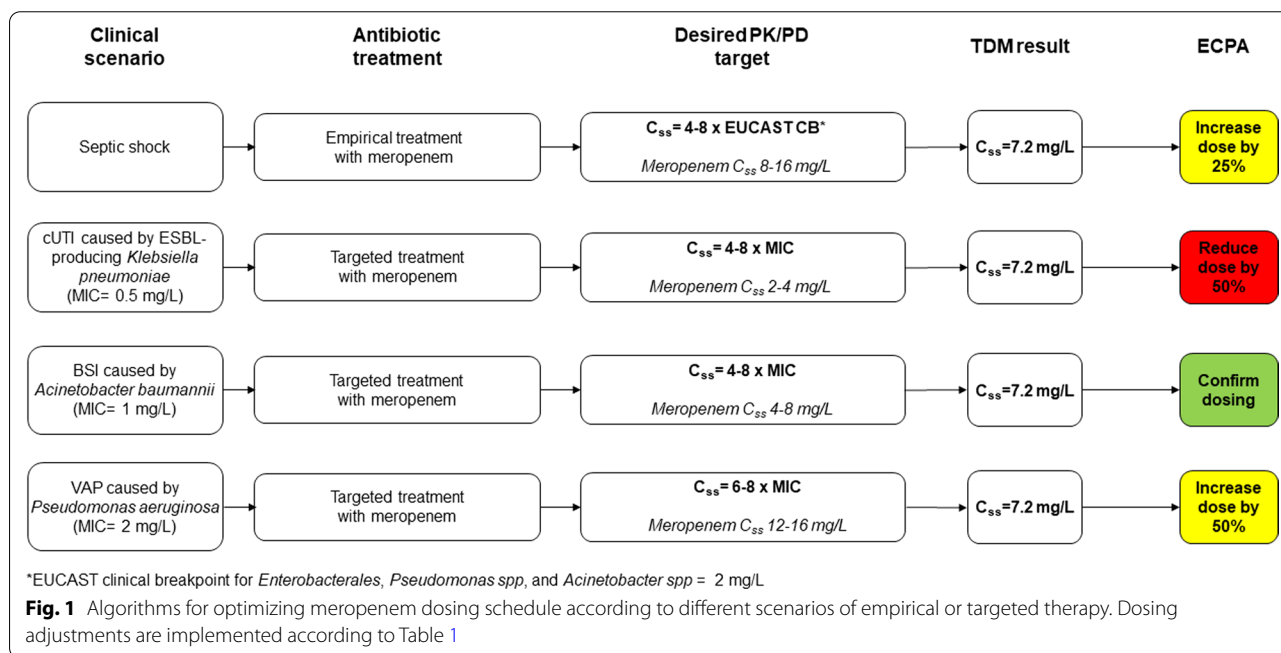 Clinical
scenario
Antibiotic
treatment
Desired PK/PD
target
TDM result
ECPA
Septic shock
Empirical treatment
with meropenem
Css= 4-8 x EUCAST CB*
Meropenem Css 8-16 mg/L
Css=7.2 mg/L
Increase
dose by
25%
cUTI caused by ESBL-
producing Klebsiella
pneumoniae
(MIC= 0.5 mg/L)
Targeted treatment
with meropenem
Css= 4-8 x MIC
Meropenem Css 2-4 mg/L
Css=7.2 mg/L
Reduce
dose by
50%
BSI caused by
Acinetobacter baumannii
(MIC= 1 mg/L)
Targeted treatment
with meropenem
Css= 4-8 x MIC
Meropenem Css 4-8 mg/L
Css=7.2 mg/L
Confirm
dosing
VAP caused by
Pseudomonas aeruginosa
(MIC= 2 mg/L)
Targeted treatment
with meropenem
Css= 6-8 x MIC
Meropenem Css 12-16 mg/L
Css=7.2 mg/L
Increase
dose by
50%
*EUCAST clinical breakpoint for Enterobacterales, Pseudomonas spp, and Acinetobacter spp = 2 mg/L
Fig. 1 Algorithms for optimizing meropenem dosing schedule according to different scenarios of empirical or targeted therapy. Dosing
adjustments are implemented according to Table 1